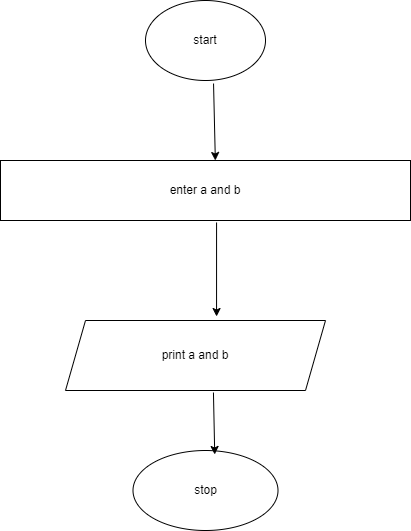 start
enter a and b
print a and b
stop